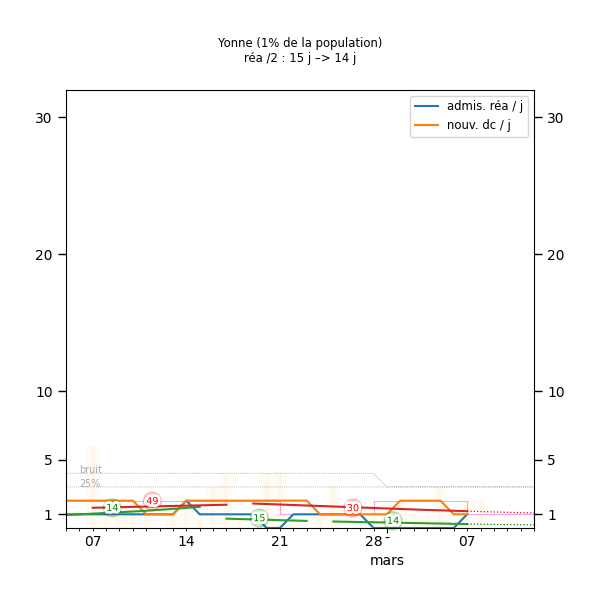 Yonne (1% de la population)
réa /2 : 15 j –> 14 j
admis. réa / j
nouv. dc / j
30 30
20 20
10 10
5 5
bruit
25%
49
14 15 30 14
1 1
07 14 21 28 07
mars